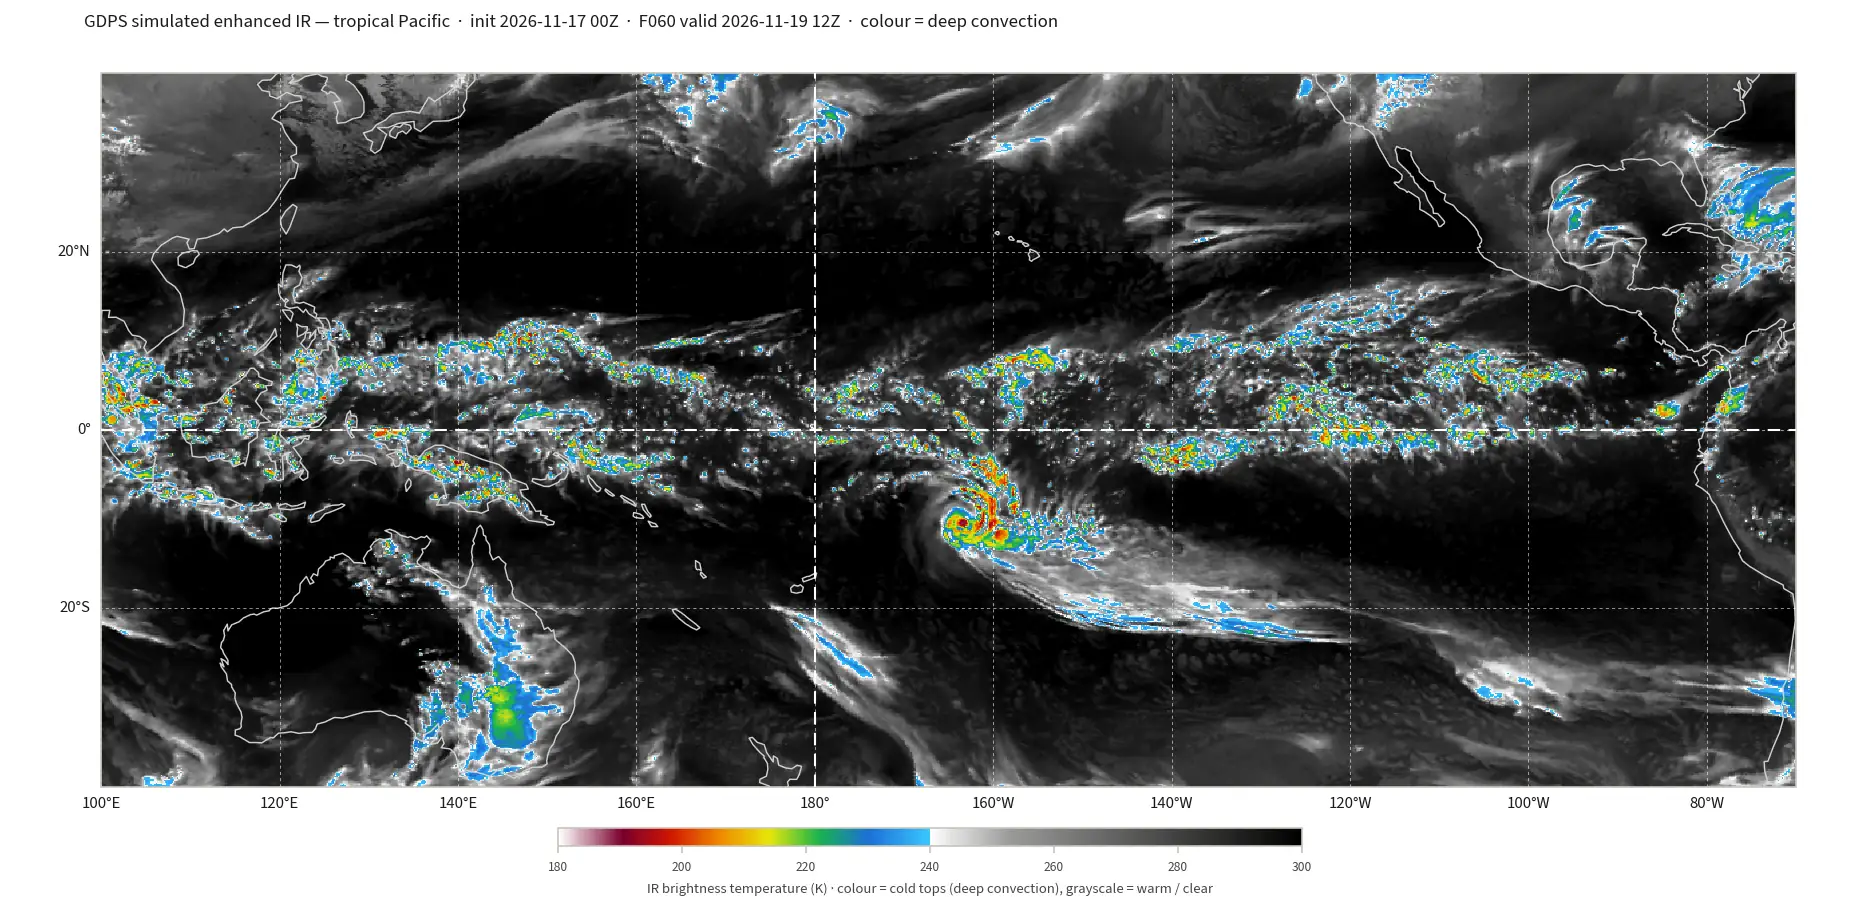 GDPS simulated enhanced IR — tropical Pacific · init 2026-11-17 00Z · F060 valid 2026-11-19 12Z · colour = deep convection
20°N
0°
20°S
100°E 120°E 140°E 160°E 180° 160°W 140°W 120°W 100°W 80°W
180 200 220 240 260 280 300
IR brightness temperature (K) · colour = cold tops (deep convection), grayscale = warm / clear